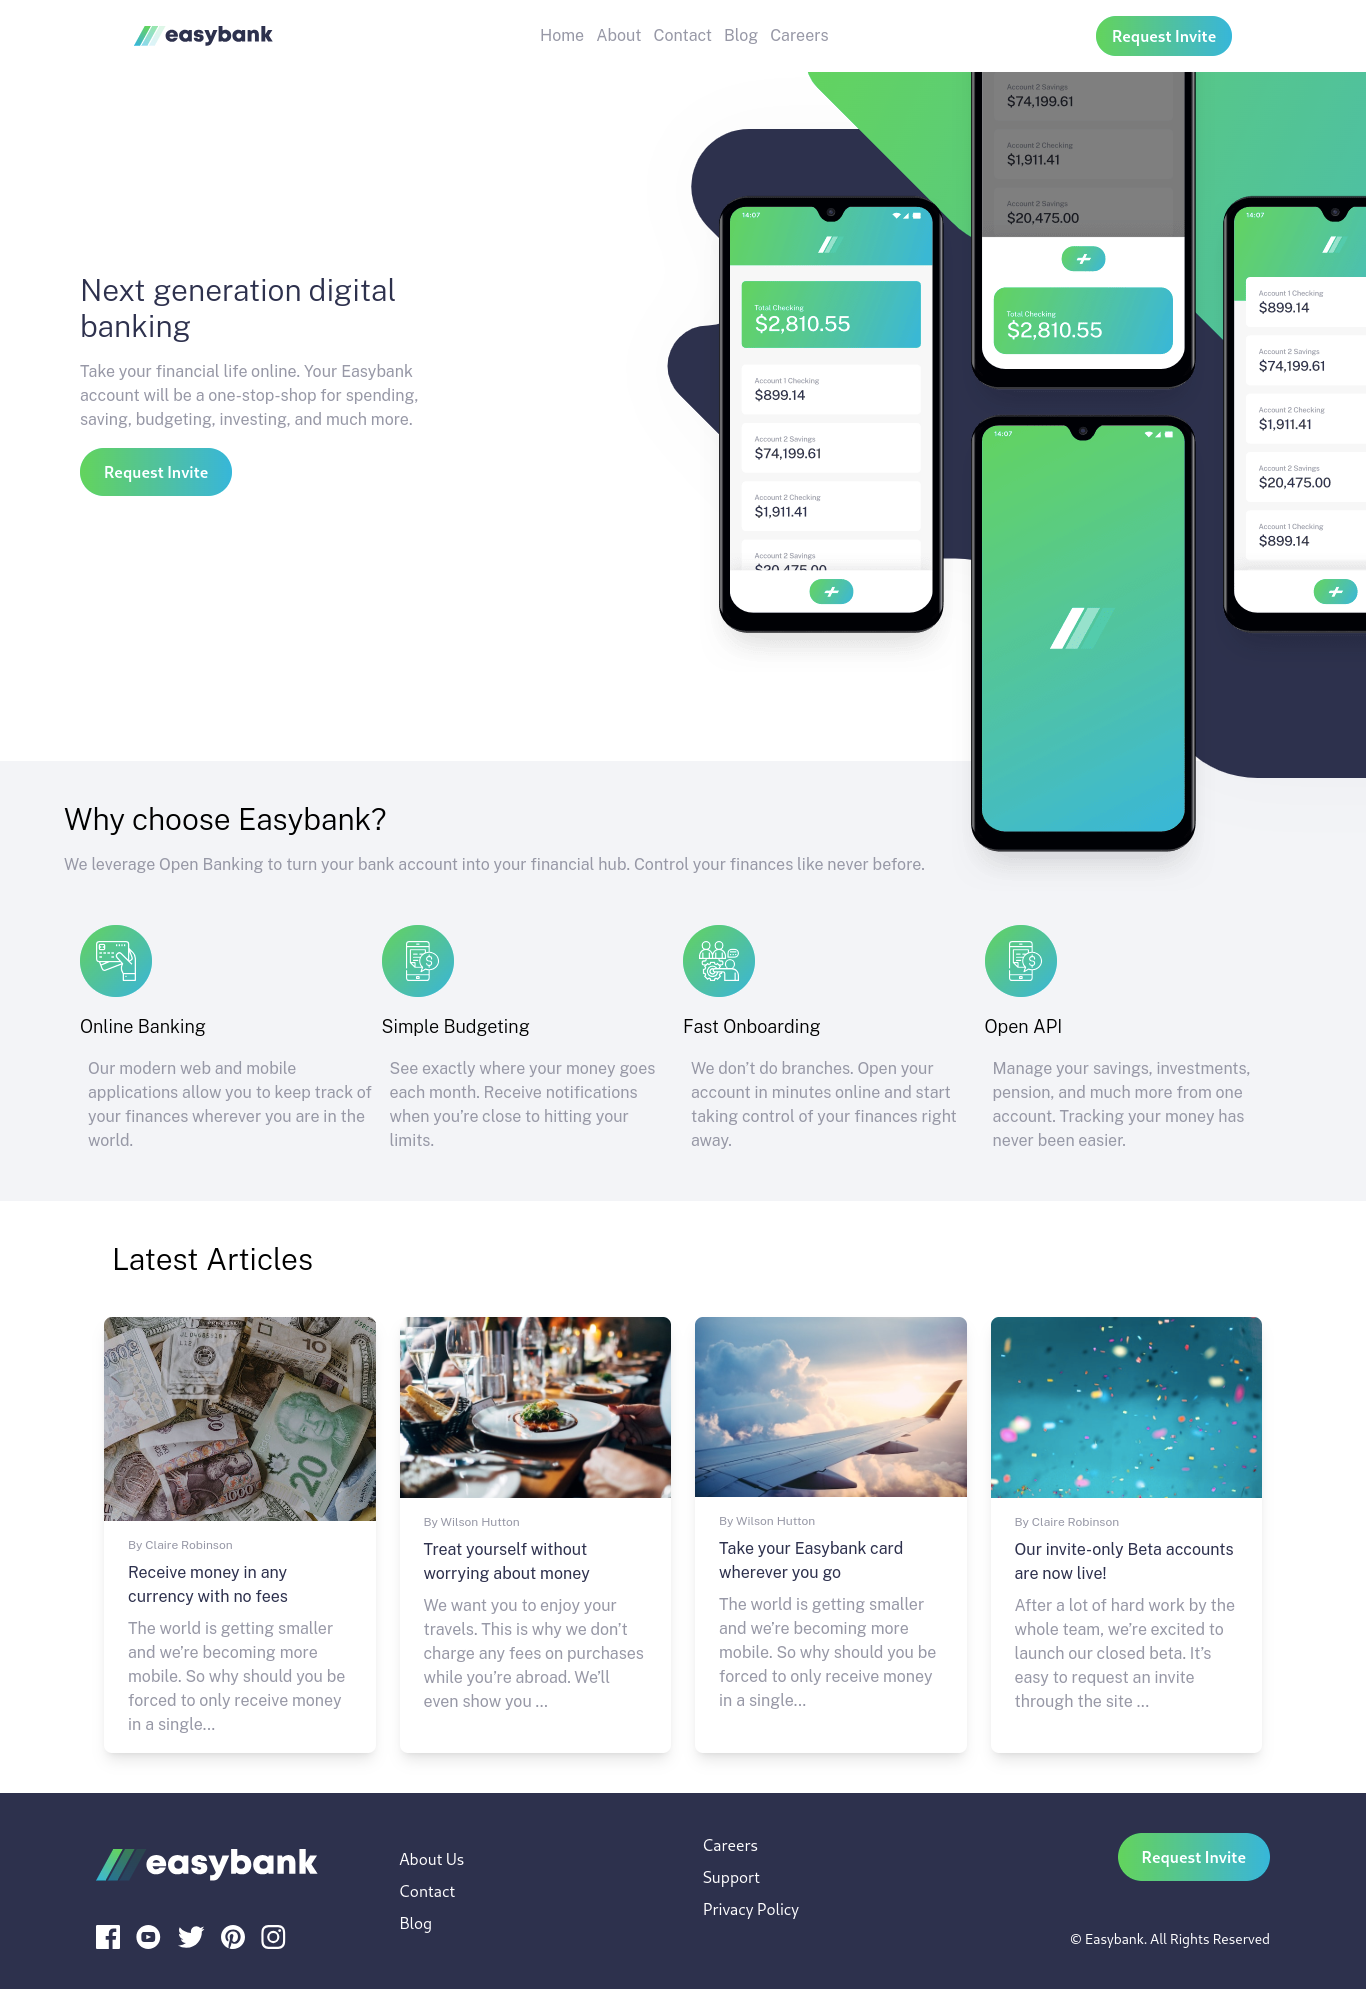 easybank
Home About Contact Blog Careers
Request Invite
Next generation digital
banking
Take your financial life online. Your Easybank
account will be a one-stop-shop for spending,
saving, budgeting, investing, and much more.
Request Invite
14:07
Total Checking
$2,810.55
Account 1 Checking
$899.14
Account 2 Savings
$74,199.61
Account 2 Checking
$1,911.41
Account 2 Savings
$20,475.00
Account 2 Savings
$74,199.61
Account 2 Checking
$1,911.41
Account 2 Savings
$20,475.00
Total Checking
$2,810.55
14:07
14:07
Account 1 Checking
$899.14
Account 2 Savings
$74,199.61
Account 2 Checking
$1,911.41
Account 2 Savings
$20,475.00
Account 1 Checking
$899.14
Why choose Easybank?
We leverage Open Banking to turn your bank account into your financial hub. Control your finances like never before.
Online Banking
Our modern web and mobile
applications allow you to keep track of
your finances wherever you are in the
world.
Simple Budgeting
See exactly where your money goes
each month. Receive notifications
when you’re close to hitting your
limits.
Fast Onboarding
We don’t do branches. Open your
account in minutes online and start
taking control of your finances right
away.
Open API
Manage your savings, investments,
pension, and much more from one
account. Tracking your money has
never been easier.
Latest Articles
10
20
1000
By Claire Robinson
Receive money in any
currency with no fees
The world is getting smaller
and we’re becoming more
mobile. So why should you be
forced to only receive money
in a single...
By Wilson Hutton
Treat yourself without
worrying about money
We want you to enjoy your
travels. This is why we don’t
charge any fees on purchases
while you’re abroad. We’ll
even show you ...
By Wilson Hutton
Take your Easybank card
wherever you go
The world is getting smaller
and we’re becoming more
mobile. So why should you be
forced to only receive money
in a single...
By Claire Robinson
Our invite-only Beta accounts
are now live!
After a lot of hard work by the
whole team, we’re excited to
launch our closed beta. It’s
easy to request an invite
through the site ...
easybank
About Us
Contact
Blog
Careers
Support
Privacy Policy
Request Invite
© Easybank. All Rights Reserved